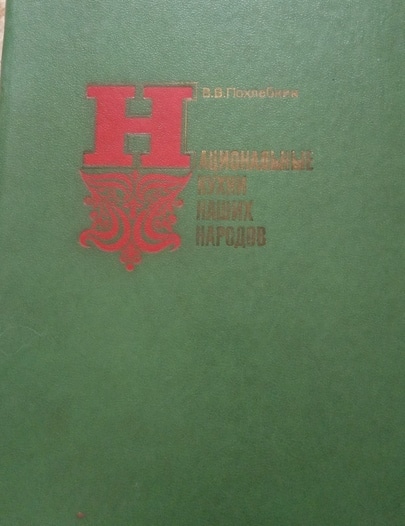 В.В.Похлебкин
НАЦИОНАЛЬНЫЕ
КУХНИ
НАШИХ
НАРОДОВ